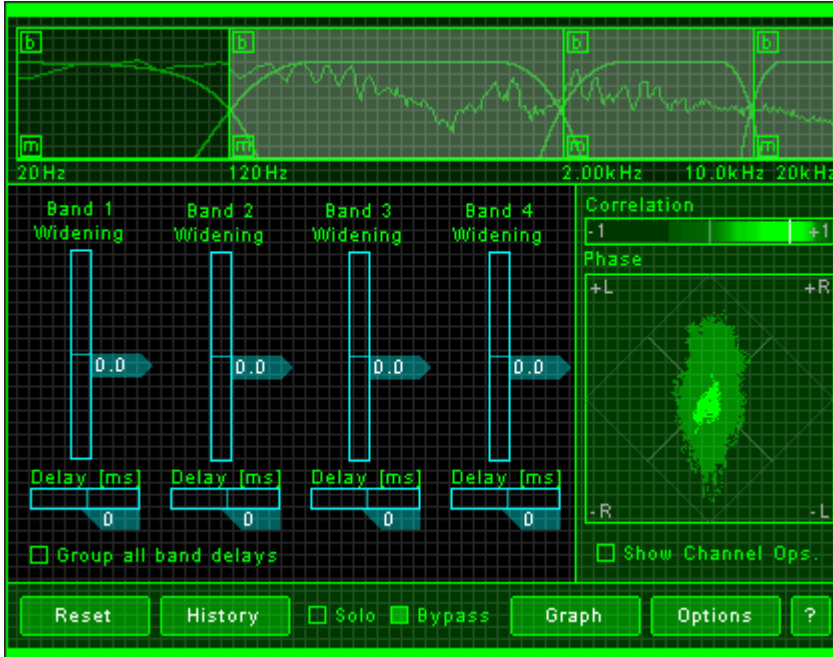 b b b b
m m m m
20Hz 120Hz 2.00kHz 10.0kHz 20kHz
Band 1 Widening
Band 2 Widening
Band 3 Widening
Band 4 Widening
0.0 0.0 0.0 0.0
Delay [ms] Delay [ms] Delay [ms] Delay [ms]
0 0 0 0
Group all band delays
Correlation
-1 +1
Phase
+L +R
-R -L
Show Channel Ops.
Reset History Solo Bypass Graph Options ?